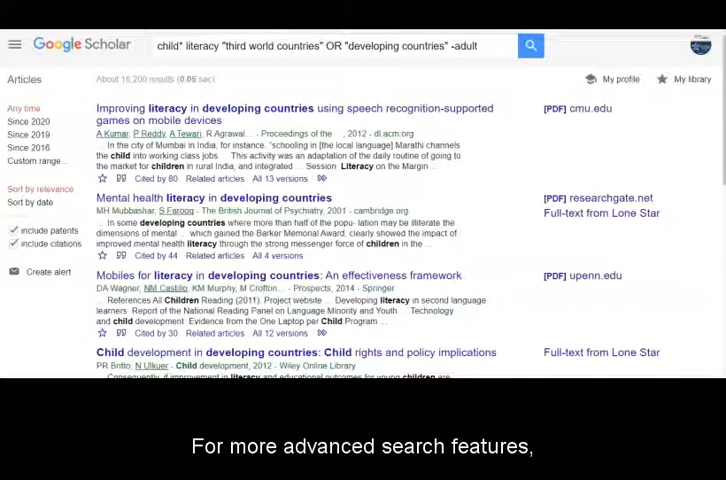 Google Scholar
child* literacy "third world countries" OR "developing countries" -adult
Articles
About 16,200 results (0.06 sec)
My profile
My library
Any time
Since 2020
Since 2019
Since 2016
Custom range...
Sort by relevance
Sort by date
include patents
include citations
Create alert
Improving literacy in developing countries using speech recognition-supported
games on mobile devices
A Kumar, P Reddy, A Tewari, R Agrawal... - Proceedings of the ..., 2012 - dl.acm.org
... In the city of Mumbai in India, for instance. "schooling in [the local language] Marathi channels
the child into working class jobs. ... This activity was an adaptation of the daily routine of going to
the market for children in rural India, and integrated ... Session Literacy on the Margin ...
Cited by 80 Related articles All 13 versions
[PDF] cmu.edu
Mental health literacy in developing countries
MH Mubbashar, S Farooq - The British Journal of Psychiatry, 2001 - cambridge.org
... In some developing countries where more than half of the popu- lation may be illiterate the
dimensions of mental ... which gained the Barker Memorial Award, clearly showed the impact of
improved mental health literacy through the strong messenger force of children in the ...
Cited by 44 Related articles All 4 versions
[PDF] researchgate.net
Full-text from Lone Star
Mobiles for literacy in developing countries: An effectiveness framework
DA Wagner, NM Castillo, KM Murphy, M Crofton... - Prospects, 2014 - Springer
... References All Children Reading (2011). Project website... Developing literacy in second language
learners Report of the National Reading Panel on Language Minority and Youth ... Technology
and child development Evidence from the One Laptop per Child Program ...
Cited by 30 Related articles All 12 versions
[PDF] upenn.edu
Child development in developing countries: Child rights and policy implications
PR Britto, N Ulkuer - Child development, 2012 - Wiley Online Library
Consequently, if improvement in literacy and educational outcomes for young children are
Full-text from Lone Star
For more advanced search features,